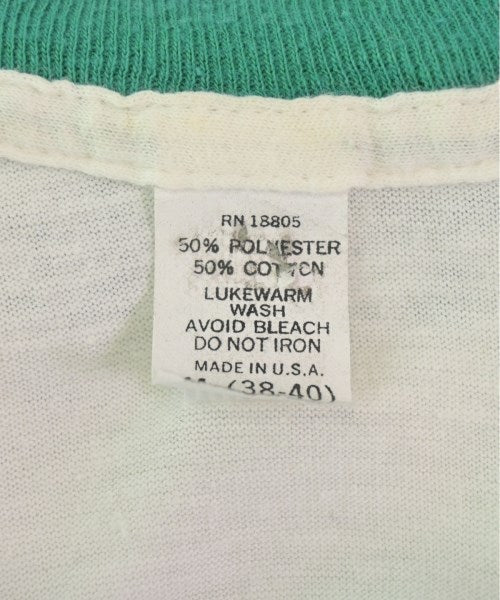 RN 18805
50% POLYESTER
50% COTTON
LUKEWARM
WASH
AVOID BLEACH
DO NOT IRON
MADE IN U.S.A.
M (38-40)